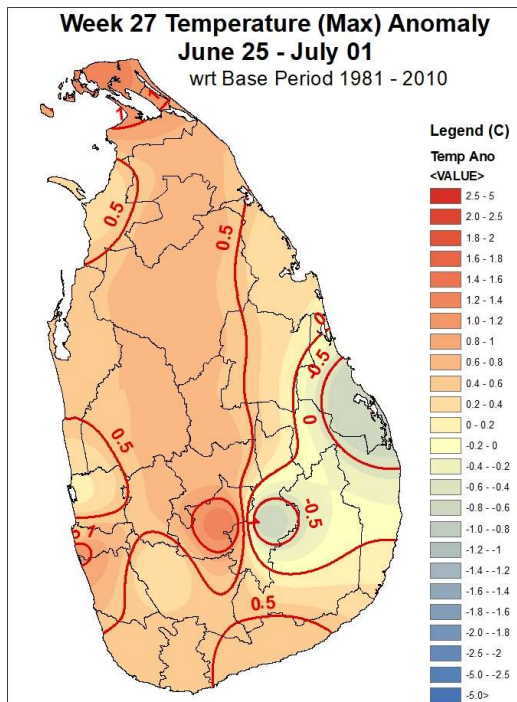 Week 27 Temperature (Max) Anomaly
June 25 - July 01
wrt Base Period 1981 - 2010
Legend (C)
Temp Ano
<VALUE>
2.5 - 5
2.0 - 2.5
1.8 - 2
1.6 - 1.8
1.4 - 1.6
1.2 - 1.4
1.0 - 1.2
0.8 - 1
0.6 - 0.8
0.4 - 0.6
0.2 - 0.4
0 - 0.2
-0.2 - 0
-0.4 - -0.2
-0.6 - -0.4
-0.8 - -0.6
-1.0 - -0.8
-1.2 - -1
-1.4 - -1.2
-1.6 - -1.4
-1.8 - -1.6
-2.0 - -1.8
-2.5 - -2
-5.0 - -2.5
-5.0>
1
1
0.5
0.5
0
-0.5
0
0.5
-0.5
1
0.5